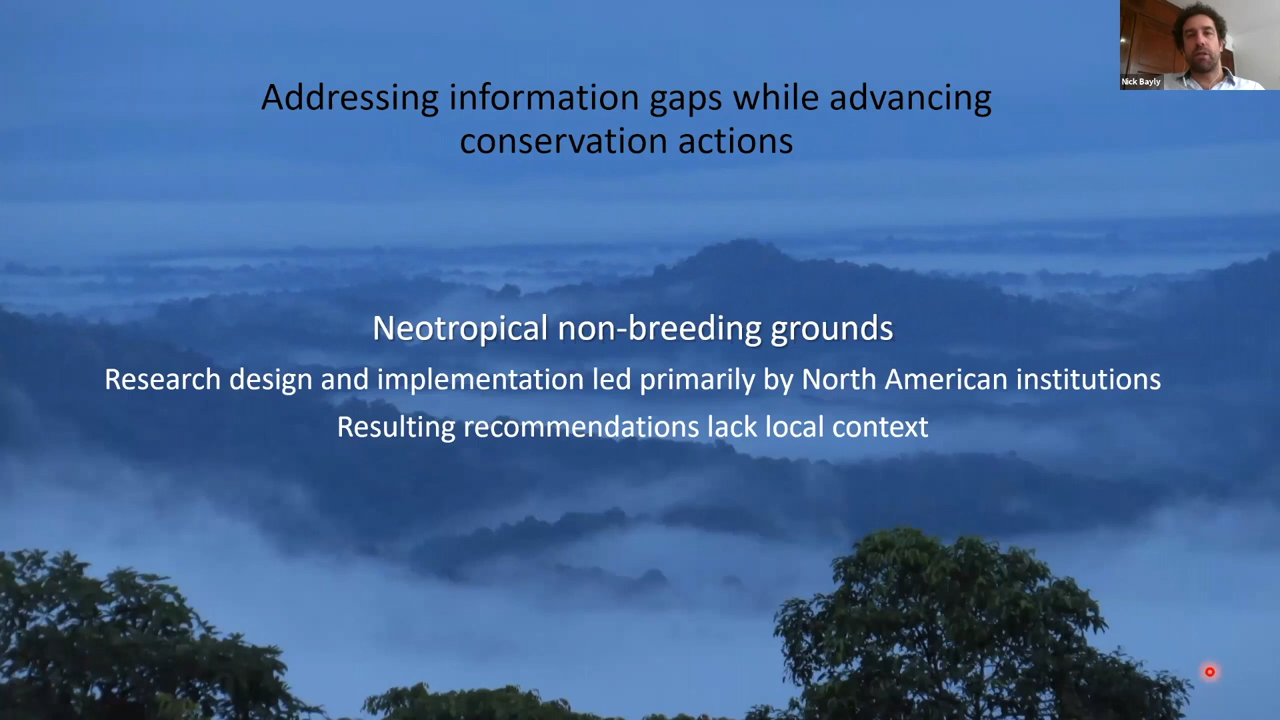 Addressing information gaps while advancing
conservation actions
Nick Bayly
Neotropical non-breeding grounds
Research design and implementation led primarily by North American institutions
Resulting recommendations lack local context